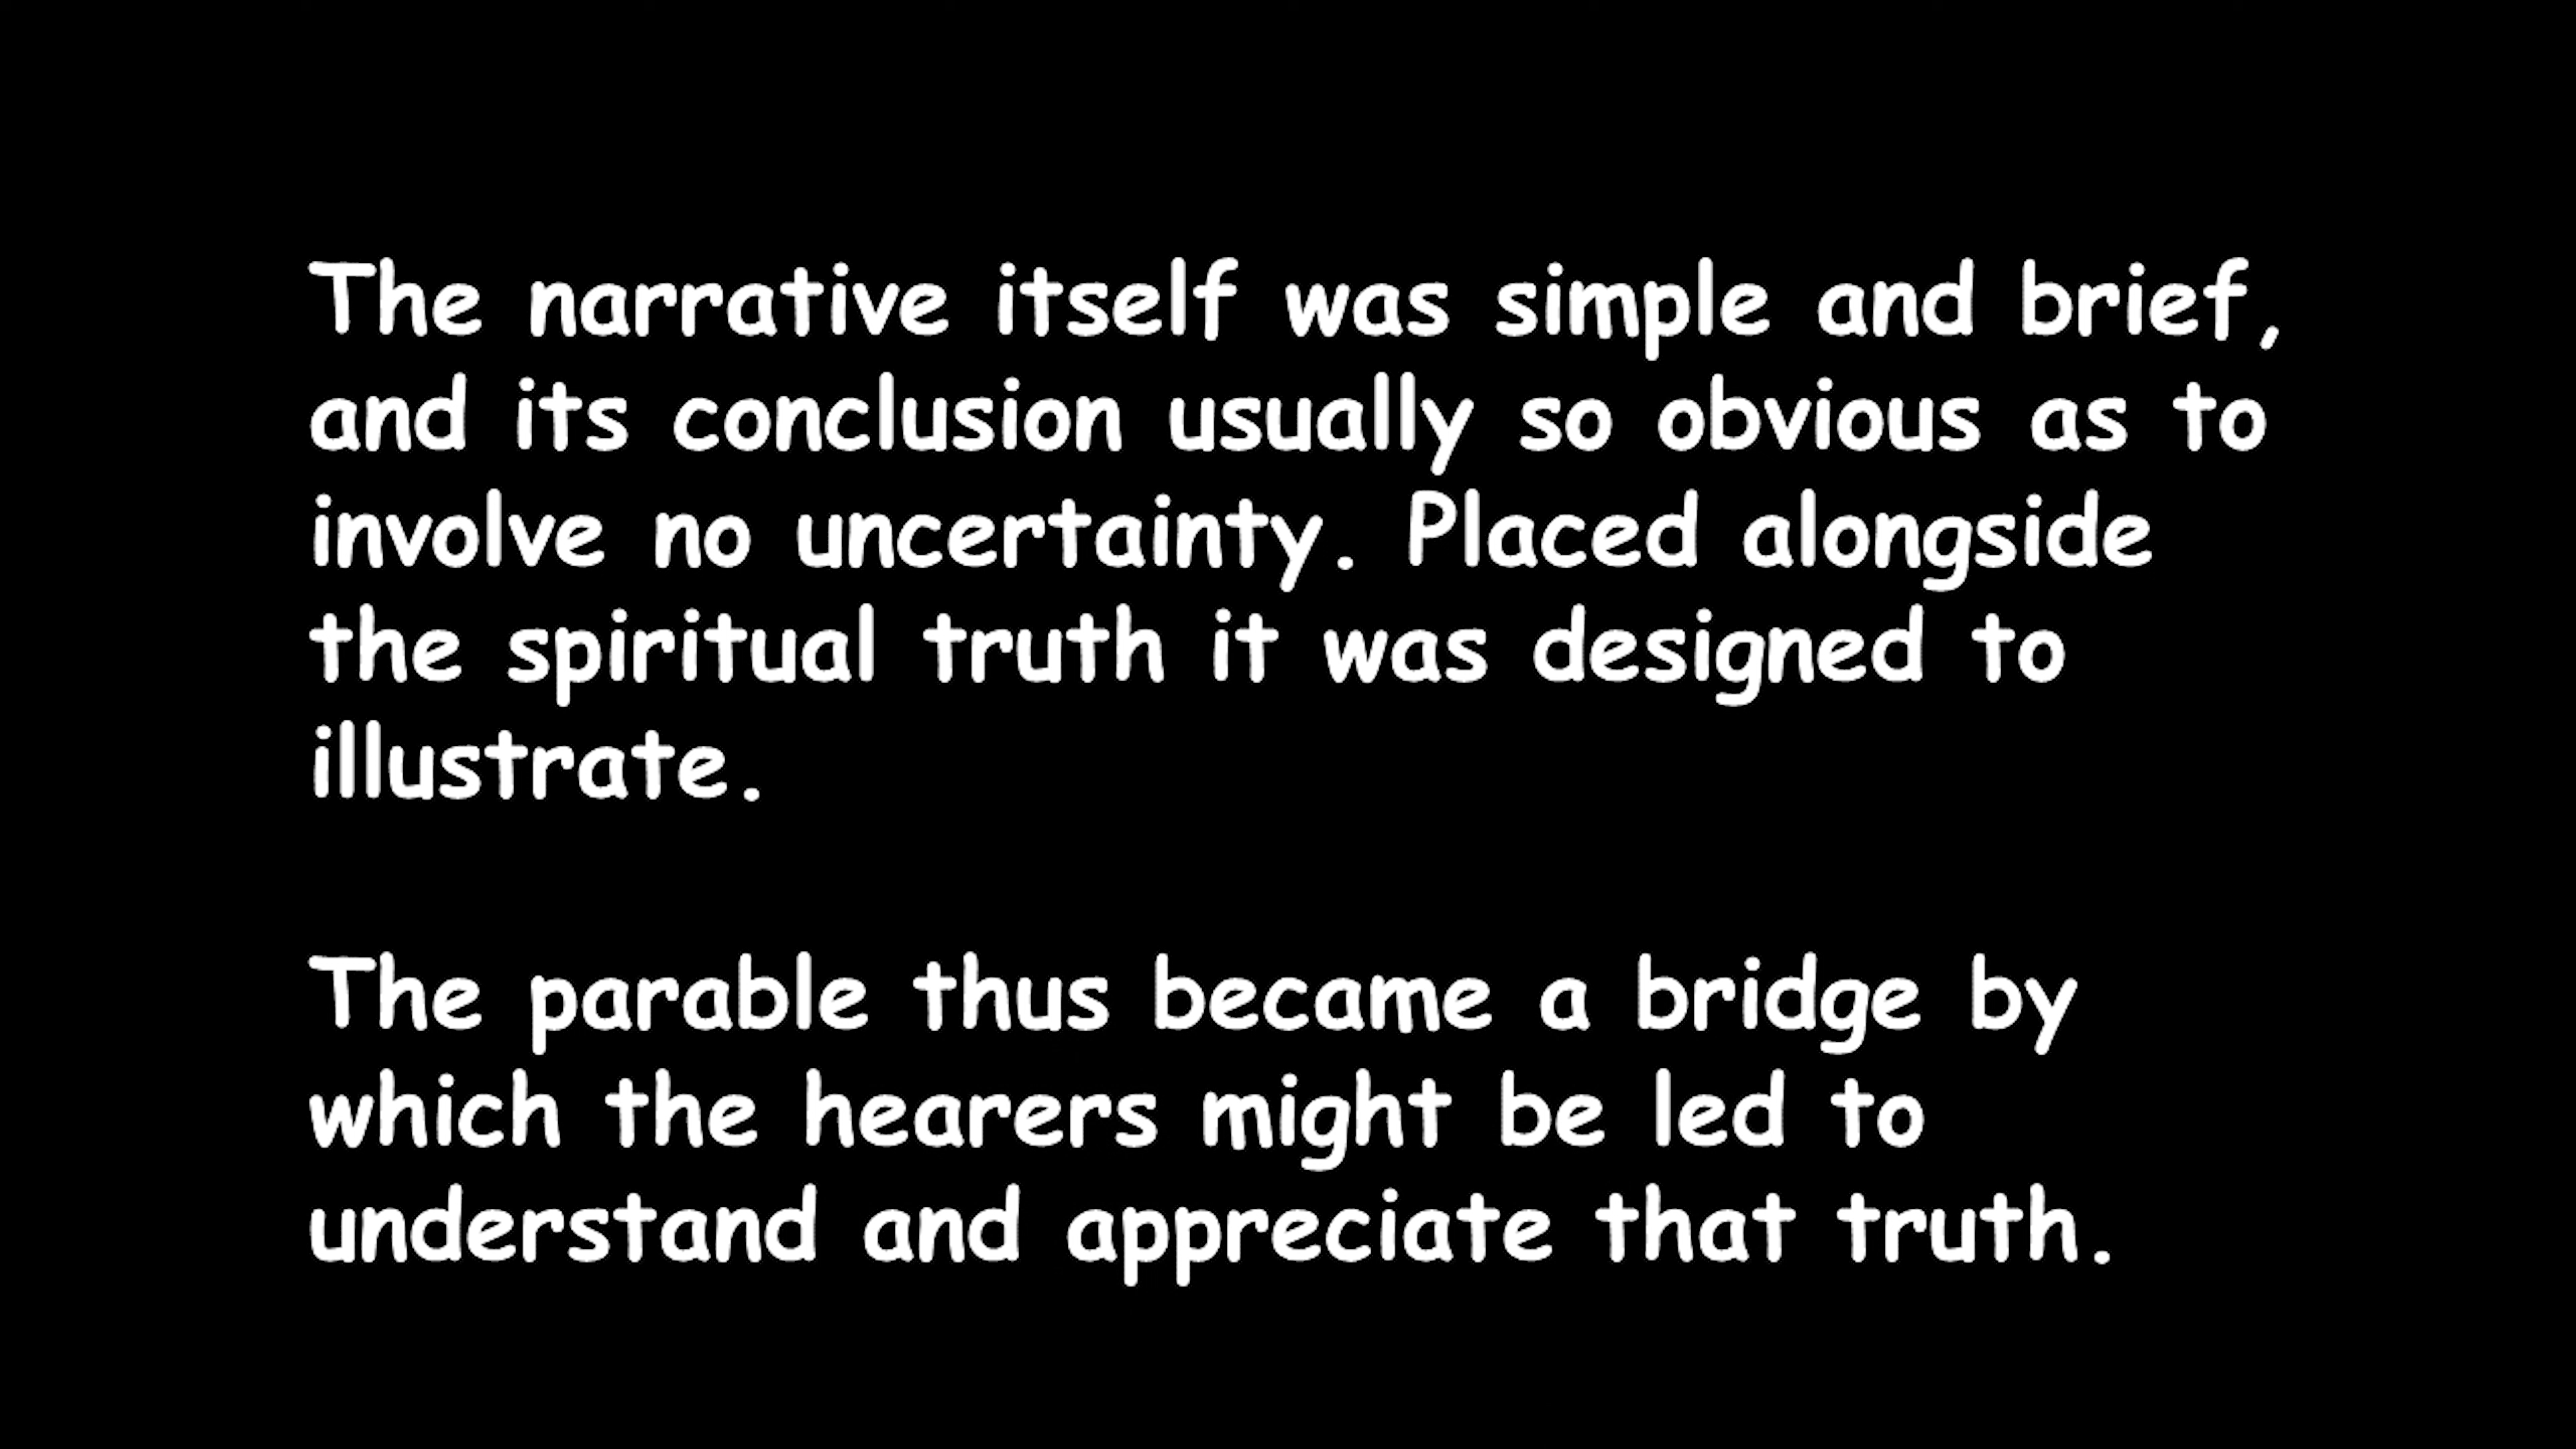 The narrative itself was simple and brief,
and its conclusion usually so obvious as to
involve no uncertainty. Placed alongside
the spiritual truth it was designed to
illustrate.
The parable thus became a bridge by
which the hearers might be led to
understand and appreciate that truth.